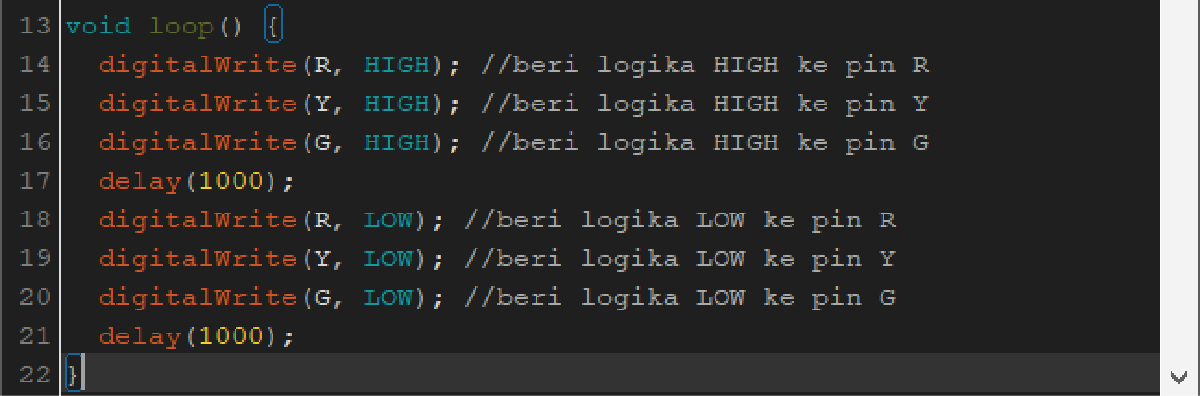 13 void loop() {
14   digitalWrite(R, HIGH); //beri logika HIGH ke pin R
15   digitalWrite(Y, HIGH); //beri logika HIGH ke pin Y
16   digitalWrite(G, HIGH); //beri logika HIGH ke pin G
17   delay(1000);
18   digitalWrite(R, LOW); //beri logika LOW ke pin R
19   digitalWrite(Y, LOW); //beri logika LOW ke pin Y
20   digitalWrite(G, LOW); //beri logika LOW ke pin G
21   delay(1000);
22 }